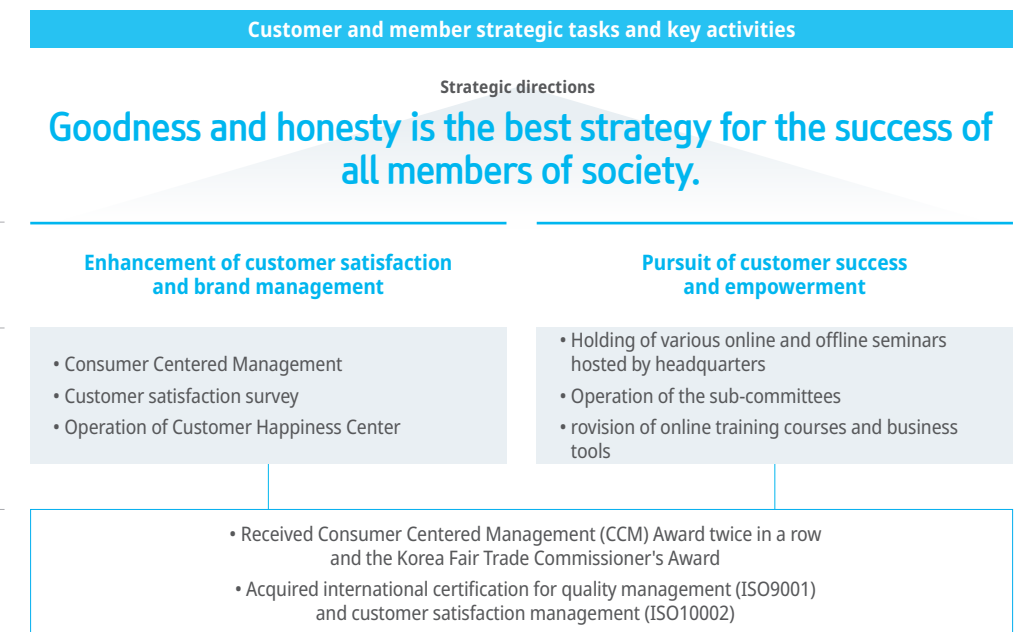 Customer and member strategic tasks and key activities
Strategic directions
Goodness and honesty is the best strategy for the success of
all members of society.
Enhancement of customer satisfaction
and brand management
• Consumer Centered Management
• Customer satisfaction survey
• Operation of Customer Happiness Center
Pursuit of customer success
and empowerment
• Holding of various online and offline seminars
hosted by headquarters
• Operation of the sub-committees
• rovision of online training courses and business
tools
• Received Consumer Centered Management (CCM) Award twice in a row
and the Korea Fair Trade Commissioner's Award
• Acquired international certification for quality management (ISO9001)
and customer satisfaction management (ISO10002)